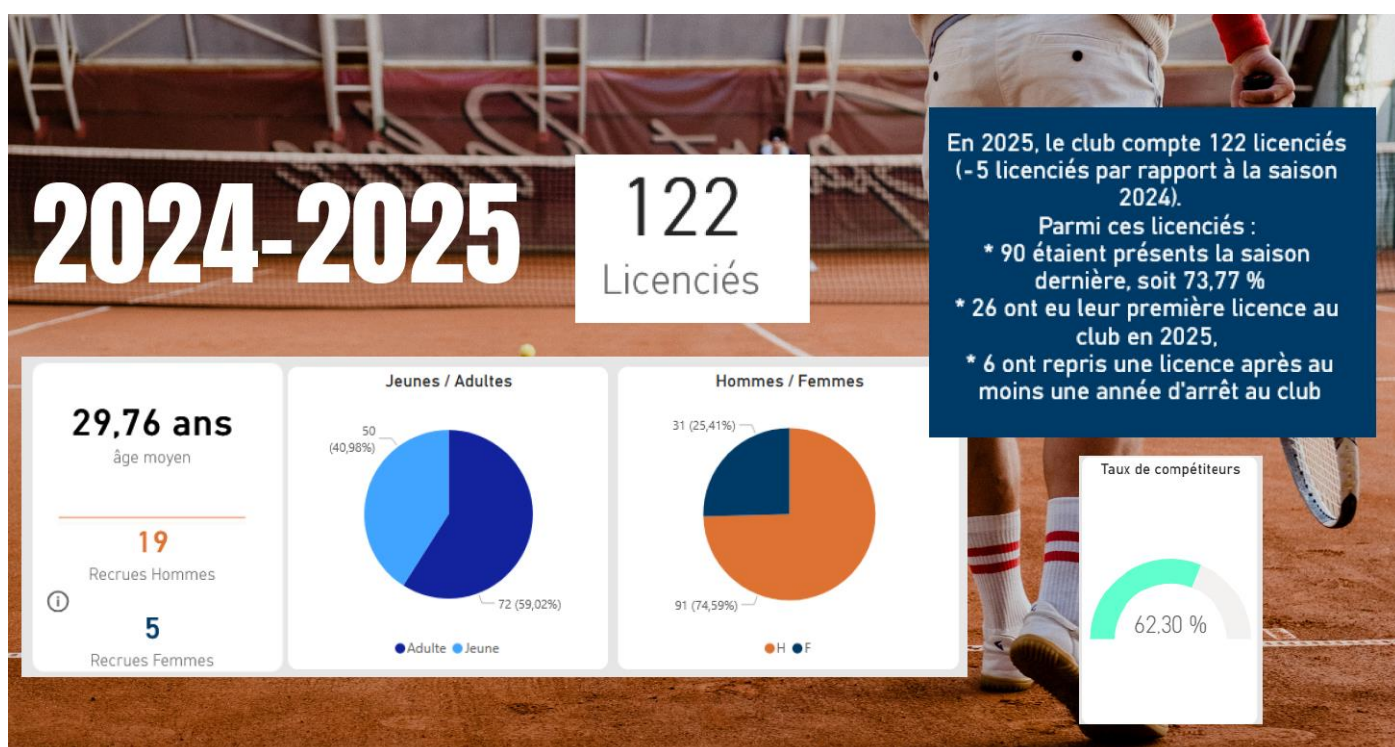 2024-2025
122
Licenciés
En 2025, le club compte 122 licenciés
(-5 licenciés par rapport à la saison
2024).
Parmi ces licenciés :
* 90 étaient présents la saison
dernière, soit 73,77 %
* 26 ont eu leur première licence au
club en 2025,
* 6 ont repris une licence après au
moins une année d'arrêt au club
29,76 ans
âge moyen
19
Recrues Hommes
5
Recrues Femmes
Jeunes / Adultes
50
(40,98%)
72 (59,02%)
Adulte Jeune
Hommes / Femmes
31 (25,41%)
91 (74,59%)
H F
Taux de compétiteurs
62,30 %